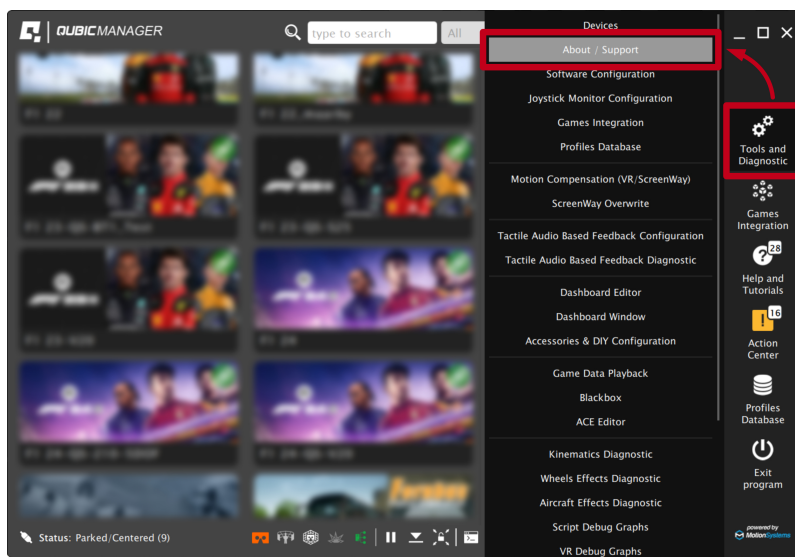 QUBIC MANAGER
type to search
All
Devices
About / Support
Software Configuration
Joystick Monitor Configuration
Games Integration
Profiles Database
Motion Compensation (VR/ScreenWay)
ScreenWay Overwrite
Tactile Audio Based Feedback Configuration
Tactile Audio Based Feedback Diagnostic
Dashboard Editor
Dashboard Window
Accessories & DIY Configuration
Game Data Playback
Blackbox
ACE Editor
Kinematics Diagnostic
Wheels Effects Diagnostic
Aircraft Effects Diagnostic
Script Debug Graphs
VR Debug Graphs
Tools and
Diagnostic
Games
Integration
28
Help and
Tutorials
16
Action
Center
Profiles
Database
Exit
program
powered by
MotionSystems
F1 22
F1 24
Status: Parked/Centered (9)